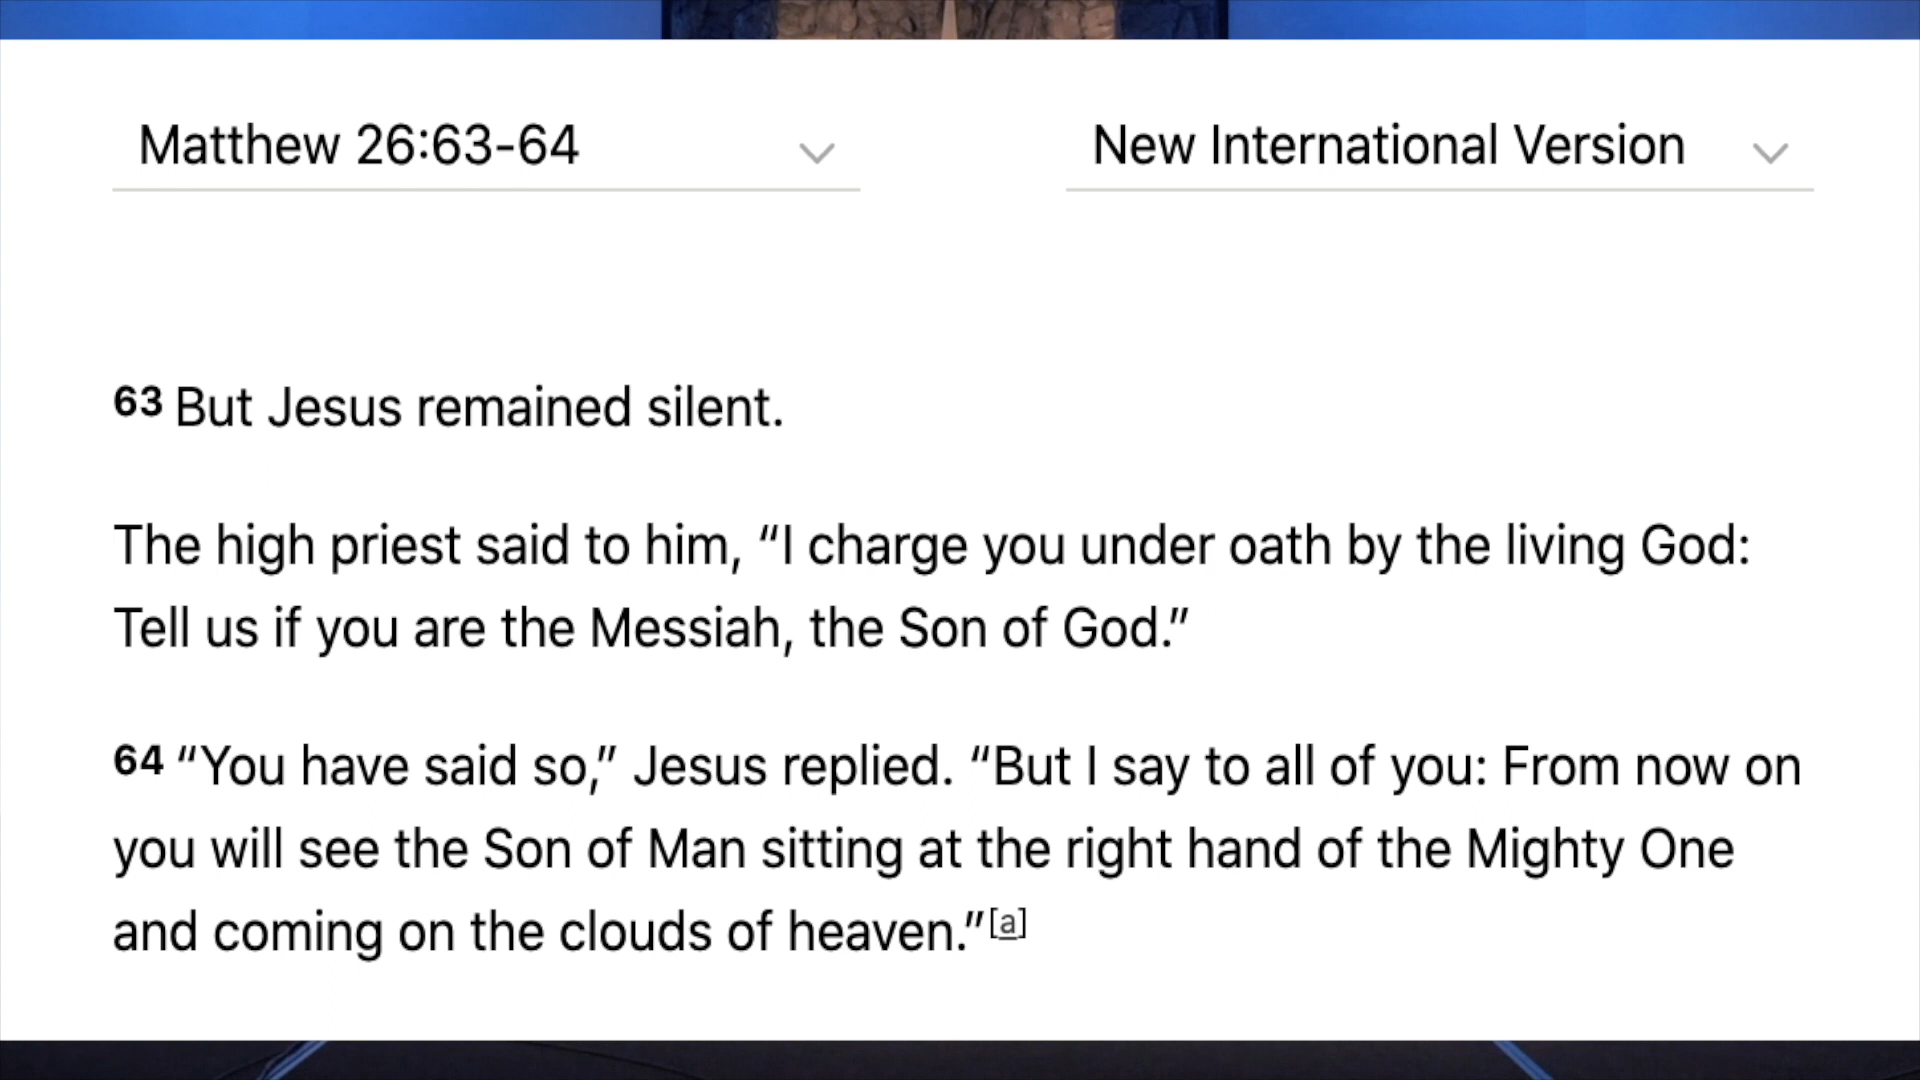 Matthew 26:63-64
New International Version
63 But Jesus remained silent.
The high priest said to him, “I charge you under oath by the living God:
Tell us if you are the Messiah, the Son of God.”
64 “You have said so,” Jesus replied. “But I say to all of you: From now on
you will see the Son of Man sitting at the right hand of the Mighty One
and coming on the clouds of heaven.”[a]